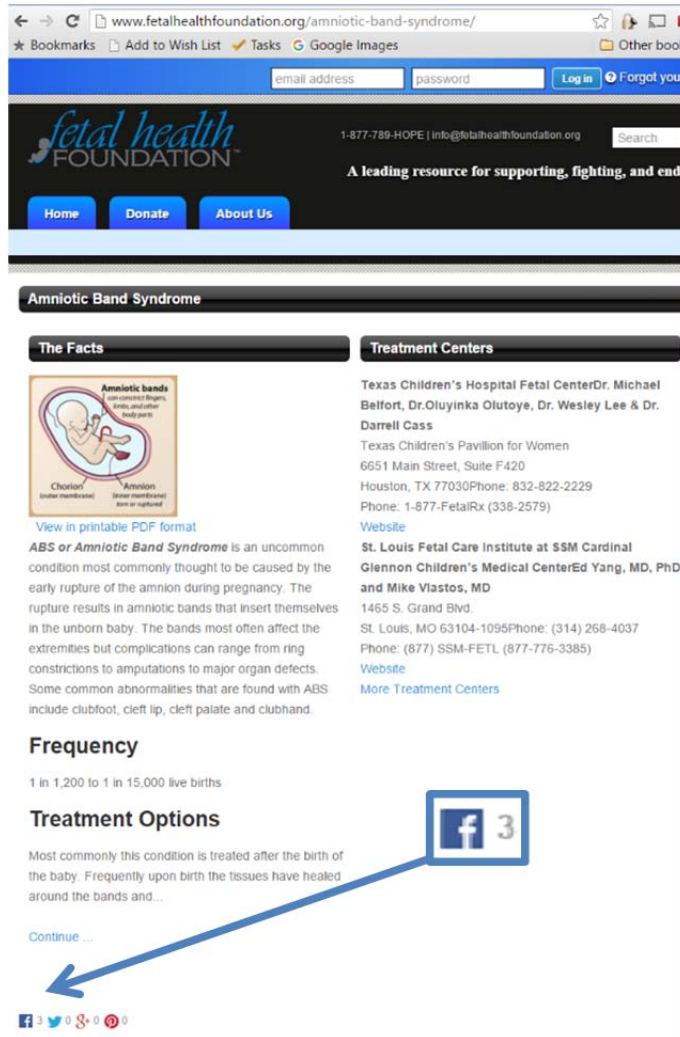 www.fetalhealthfoundation.org/amniotic-band-syndrome/
Bookmarks Add to Wish List Tasks G Google Images Other boo
email address password Log in ? Forgot you
fetal health
FOUNDATION™
1-877-789-HOPE | info@fetalhealthfoundation.org Search
A leading resource for supporting, fighting, and end
Home Donate About Us
Amniotic Band Syndrome
The Facts
Amniotic bands
can constrict fingers,
limbs, and other
body parts
Chorion
(outer membrane)
Amnion
(inner membrane)
torn or ruptured
View in printable PDF format
ABS or Amniotic Band Syndrome is an uncommon
condition most commonly thought to be caused by the
early rupture of the amnion during pregnancy. The
rupture results in amniotic bands that insert themselves
in the unborn baby. The bands most often affect the
extremities but complications can range from ring
constrictions to amputations to major organ defects.
Some common abnormalities that are found with ABS
include clubfoot, cleft lip, cleft palate and clubhand.
Frequency
1 in 1,200 to 1 in 15,000 live births
Treatment Options
Most commonly this condition is treated after the birth of
the baby. Frequently upon birth the tissues have healed
around the bands and...
Continue ...
Treatment Centers
Texas Children's Hospital Fetal CenterDr. Michael
Belfort, Dr.Oluyinka Olutoye, Dr. Wesley Lee & Dr.
Darrell Cass
Texas Children's Pavillion for Women
6651 Main Street, Suite F420
Houston, TX 77030Phone: 832-822-2229
Phone: 1-877-FetalRx (338-2579)
Website
St. Louis Fetal Care Institute at SSM Cardinal
Glennon Children's Medical CenterEd Yang, MD, PhD
and Mike Vlastos, MD
1465 S. Grand Blvd.
St. Louis, MO 63104-1095Phone: (314) 268-4037
Phone: (877) SSM-FETL (877-776-3385)
Website
More Treatment Centers
f 3
f 3 0 g+ 0 0